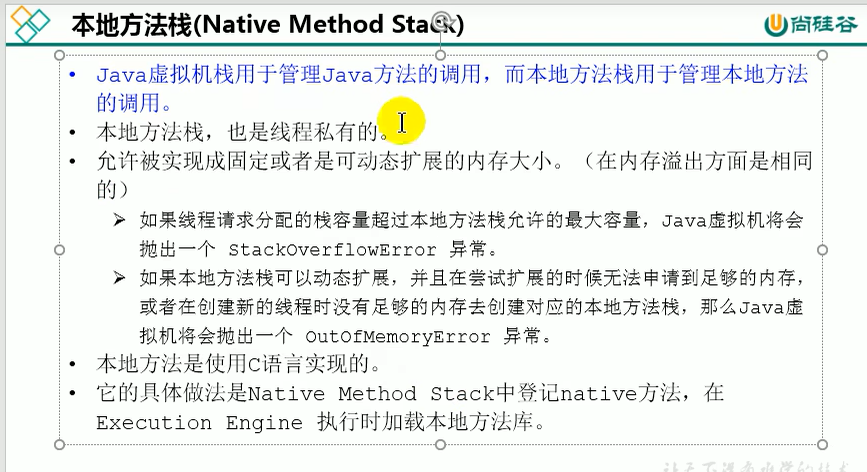 本地方法栈(Native Method Stack)
尚硅谷
• Java虚拟机栈用于管理Java方法的调用，而本地方法栈用于管理本地方法
的调用。
• 本地方法栈，也是线程私有的。
• 允许被实现成固定或者是可动态扩展的内存大小。（在内存溢出方面是相同
的）
➢ 如果线程请求分配的栈容量超过本地方法栈允许的最大容量，Java虚拟机将会
抛出一个 StackOverflowError 异常。
➢ 如果本地方法栈可以动态扩展，并且在尝试扩展的时候无法申请到足够的内存，
或者在创建新的线程时没有足够的内存去创建对应的本地方法栈，那么Java虚
拟机将会抛出一个 OutOfMemoryError 异常。
• 本地方法是使用C语言实现的。
• 它的具体做法是Native Method Stack中登记native方法，在
Execution Engine 执行时加载本地方法库。